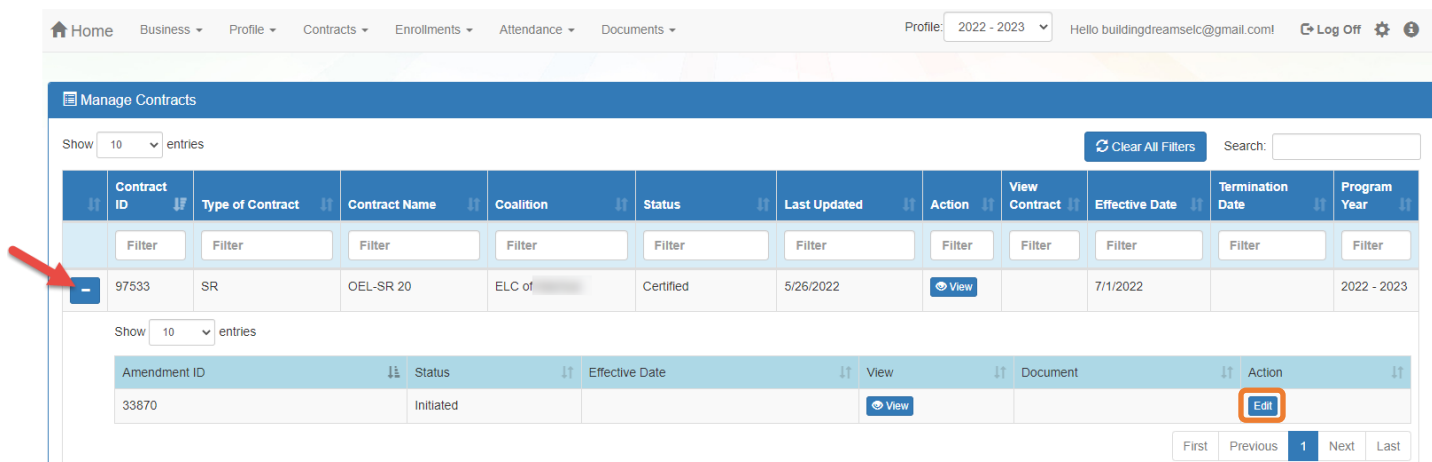 Home Business Profile Contracts Enrollments Attendance Documents Profile: 2022 - 2023 Hello buildingdreamselc@gmail.com! Log Off
Manage Contracts
Show 10 entries Clear All Filters Search:
Contract ID Type of Contract Contract Name Coalition Status Last Updated Action View Contract Effective Date Termination Date Program Year
Filter Filter Filter Filter Filter Filter Filter Filter Filter Filter Filter
97533 SR OEL-SR 20 ELC of Certified 5/26/2022 View 7/1/2022 2022 - 2023
Show 10 entries
Amendment ID Status Effective Date View Document Action
33870 Initiated View Edit
First Previous 1 Next Last